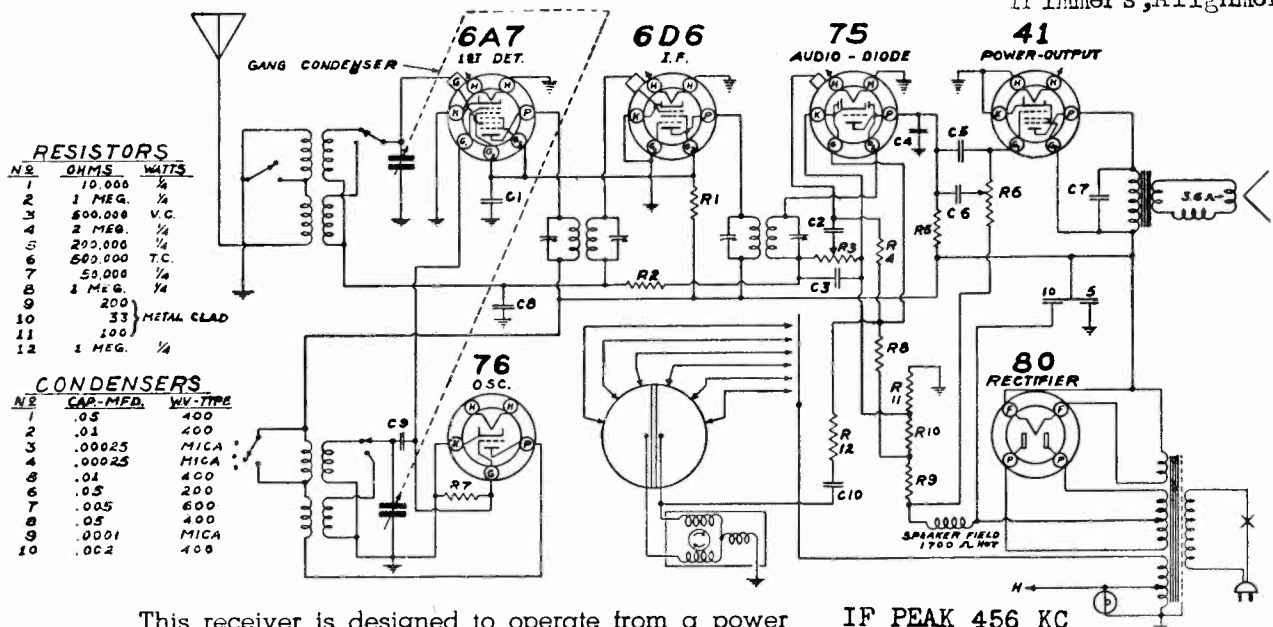 Trimmers,Alignmen
6A7
1ST DET.
6D6
I.F.
75
AUDIO - DIODE
41
POWER-OUTPUT
GANG CONDENSER
G H H K P G G G
H H K P G G
H H K P G G
H H K P G G
C1
R1
C2
R3
C3
R4
C4
C5
C6
R5
R6
C7
3.6 Ω
RESISTORS
No OHMS WATTS
1 10,000 ¼
2 1 MEG. ¼
3 500,000 V.C.
4 2 MEG. ¼
5 200,000 ¼
6 500,000 T.C.
7 50,000 ¼
8 1 MEG. ¼
9 200
10 33 } METAL CLAD
11 100
12 1 MEG. ¼
C8
R2
10
5
CONDENSERS
No CAP.-MFD. WV-TYPE
1 .05 400
2 .01 400
3 .00025 MICA
4 .00025 MICA
5 .01 400
6 .05 200
7 .005 600
8 .05 400
9 .0001 MICA
10 .002 400
76
OSC.
H H K P G
C9
R7
R8
R11
R10
R9
R12
C10
80
RECTIFIER
F F P P
SPEAKER FIELD
1700 Ω HOT
H
This receiver is designed to operate from a power
IF PEAK 456 KC